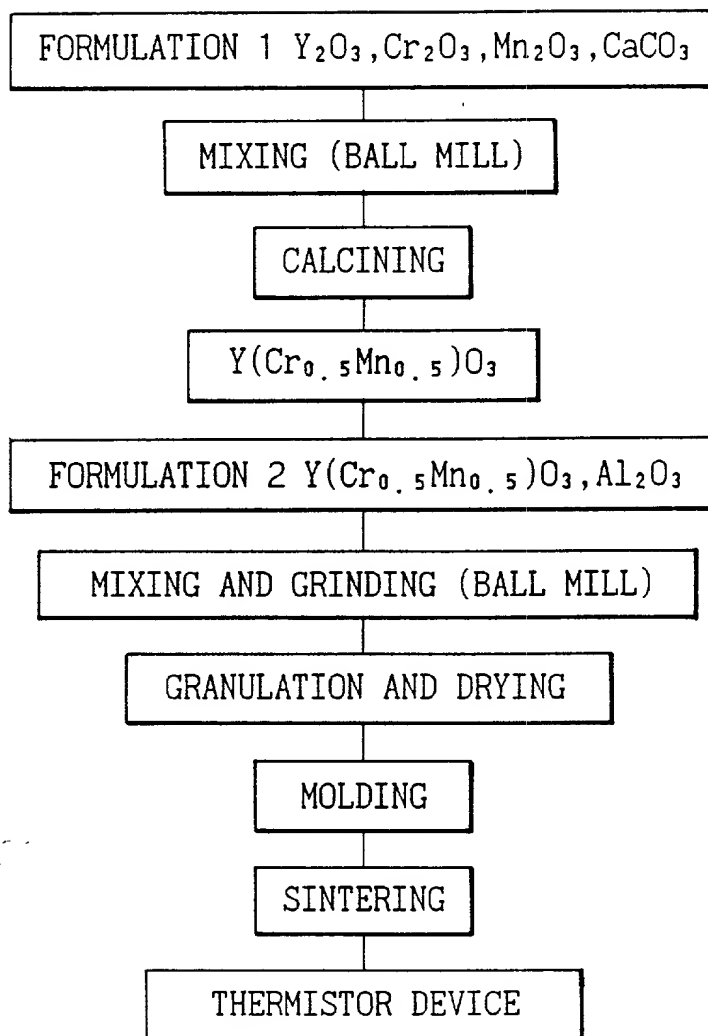 FORMULATION 1 Y₂O₃,Cr₂O₃,Mn₂O₃,CaCO₃
MIXING (BALL MILL)
CALCINING
Y(Cr₀.₅Mn₀.₅)O₃
FORMULATION 2 Y(Cr₀.₅Mn₀.₅)O₃,Al₂O₃
MIXING AND GRINDING (BALL MILL)
GRANULATION AND DRYING
MOLDING
SINTERING
THERMISTOR DEVICE